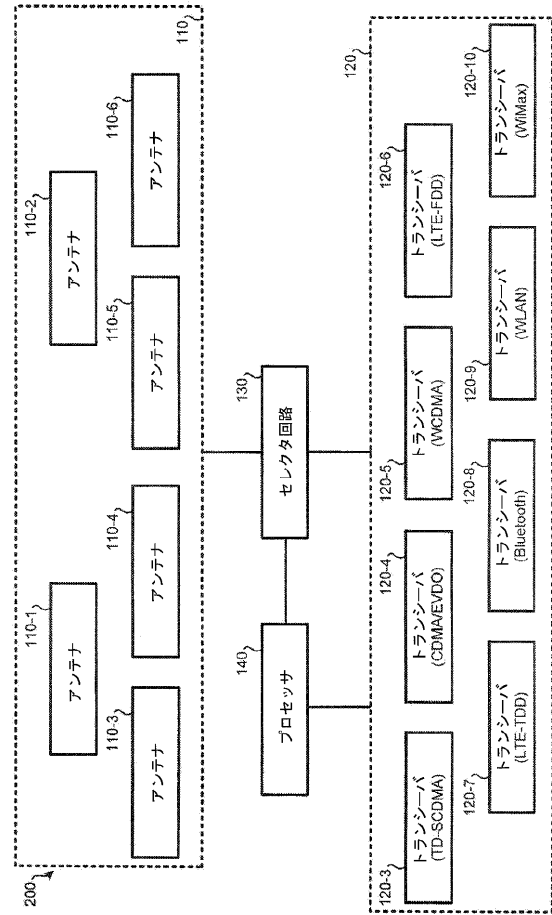 200
110
110-1
アンテナ
110-2
アンテナ
110-3
アンテナ
110-4
アンテナ
110-5
アンテナ
110-6
アンテナ
140
プロセッサ
130
セレクタ回路
120
120-3
トランシーバ
(TD-SCDMA)
120-4
トランシーバ
(CDMA/EVDO)
120-5
トランシーバ
(WCDMA)
120-6
トランシーバ
(LTE-FDD)
120-7
トランシーバ
(LTE-TDD)
120-8
トランシーバ
(Bluetooth)
120-9
トランシーバ
(WLAN)
120-10
トランシーバ
(WiMax)